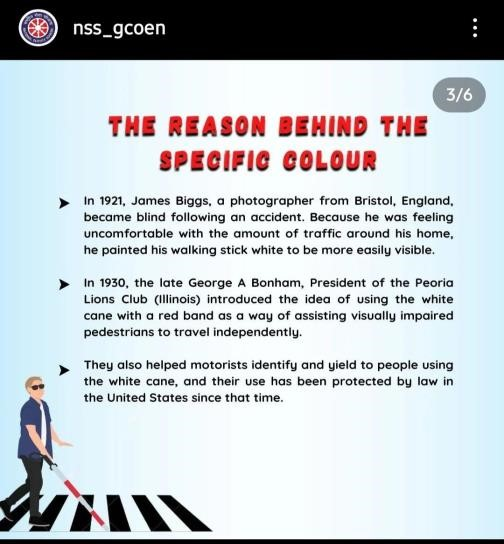 nss_gcoen
3/6
THE REASON BEHIND THE
SPECIFIC COLOUR
In 1921, James Biggs, a photographer from Bristol, England,
became blind following an accident. Because he was feeling
uncomfortable with the amount of traffic around his home,
he painted his walking stick white to be more easily visible.
In 1930, the late George A Bonham, President of the Peoria
Lions Club (Illinois) introduced the idea of using the white
cane with a red band as a way of assisting visually impaired
pedestrians to travel independently.
They also helped motorists identify and yield to people using
the white cane, and their use has been protected by law in
the United States since that time.